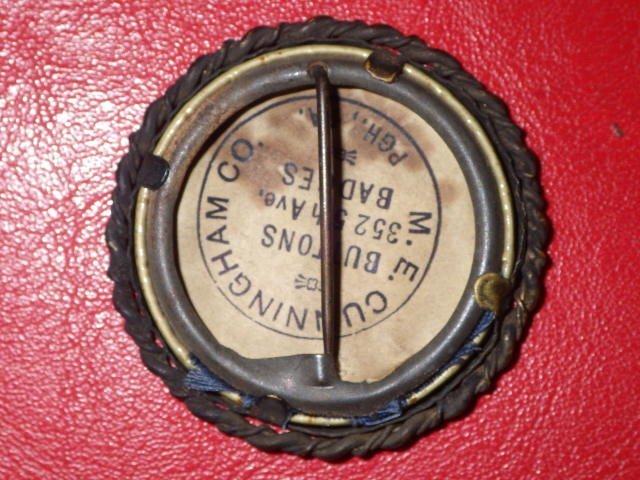 M. E. CUNNINGHAM CO.
BUTTONS
352 5th Ave.
BADGES
PGH., PA.